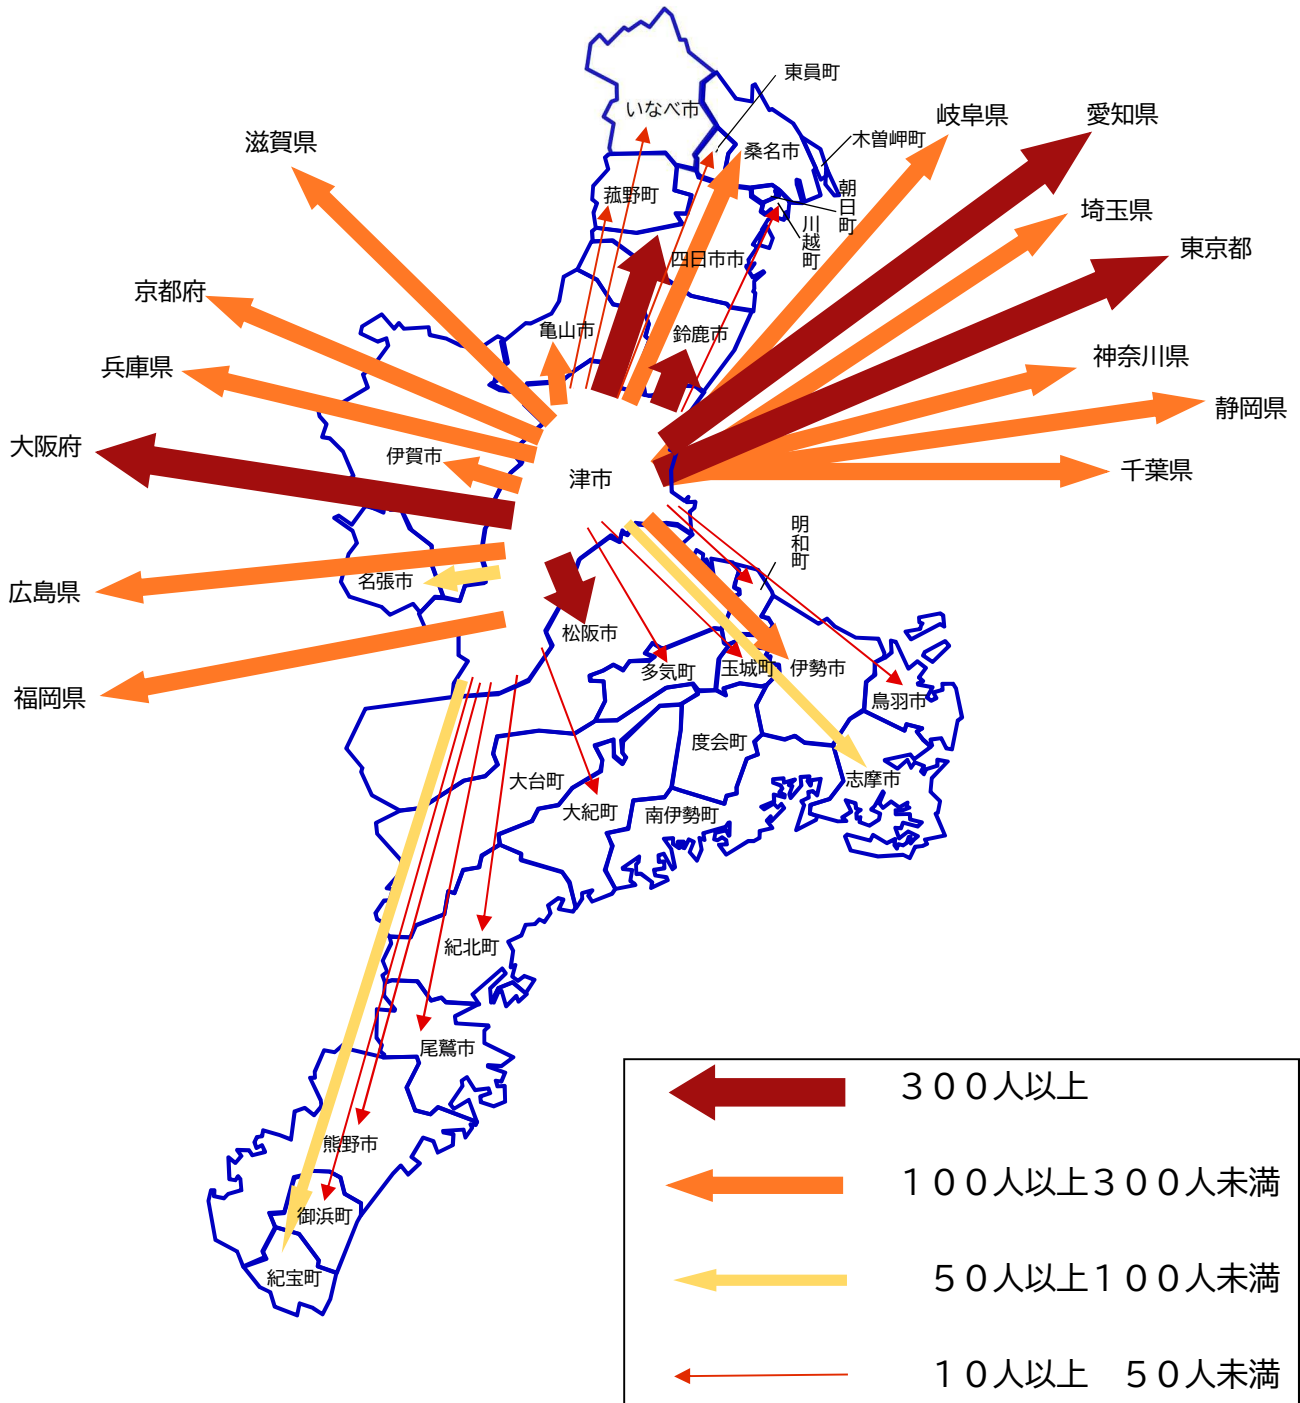 東員町
いなべ市
岐阜県
愛知県
滋賀県
木曽岬町
桑名市
菰野町
朝日町
川越町
埼玉県
東京都
四日市市
京都府
亀山市
鈴鹿市
神奈川県
兵庫県
静岡県
大阪府
伊賀市
千葉県
津市
明和町
広島県
名張市
松阪市
多気町
玉城町
伊勢市
福岡県
鳥羽市
度会町
大台町
志摩市
大紀町
南伊勢町
紀北町
尾鷲市
熊野市
御浜町
紀宝町
３００人以上
１００人以上３００人未満
５０人以上１００人未満
１０人以上　５０人未満